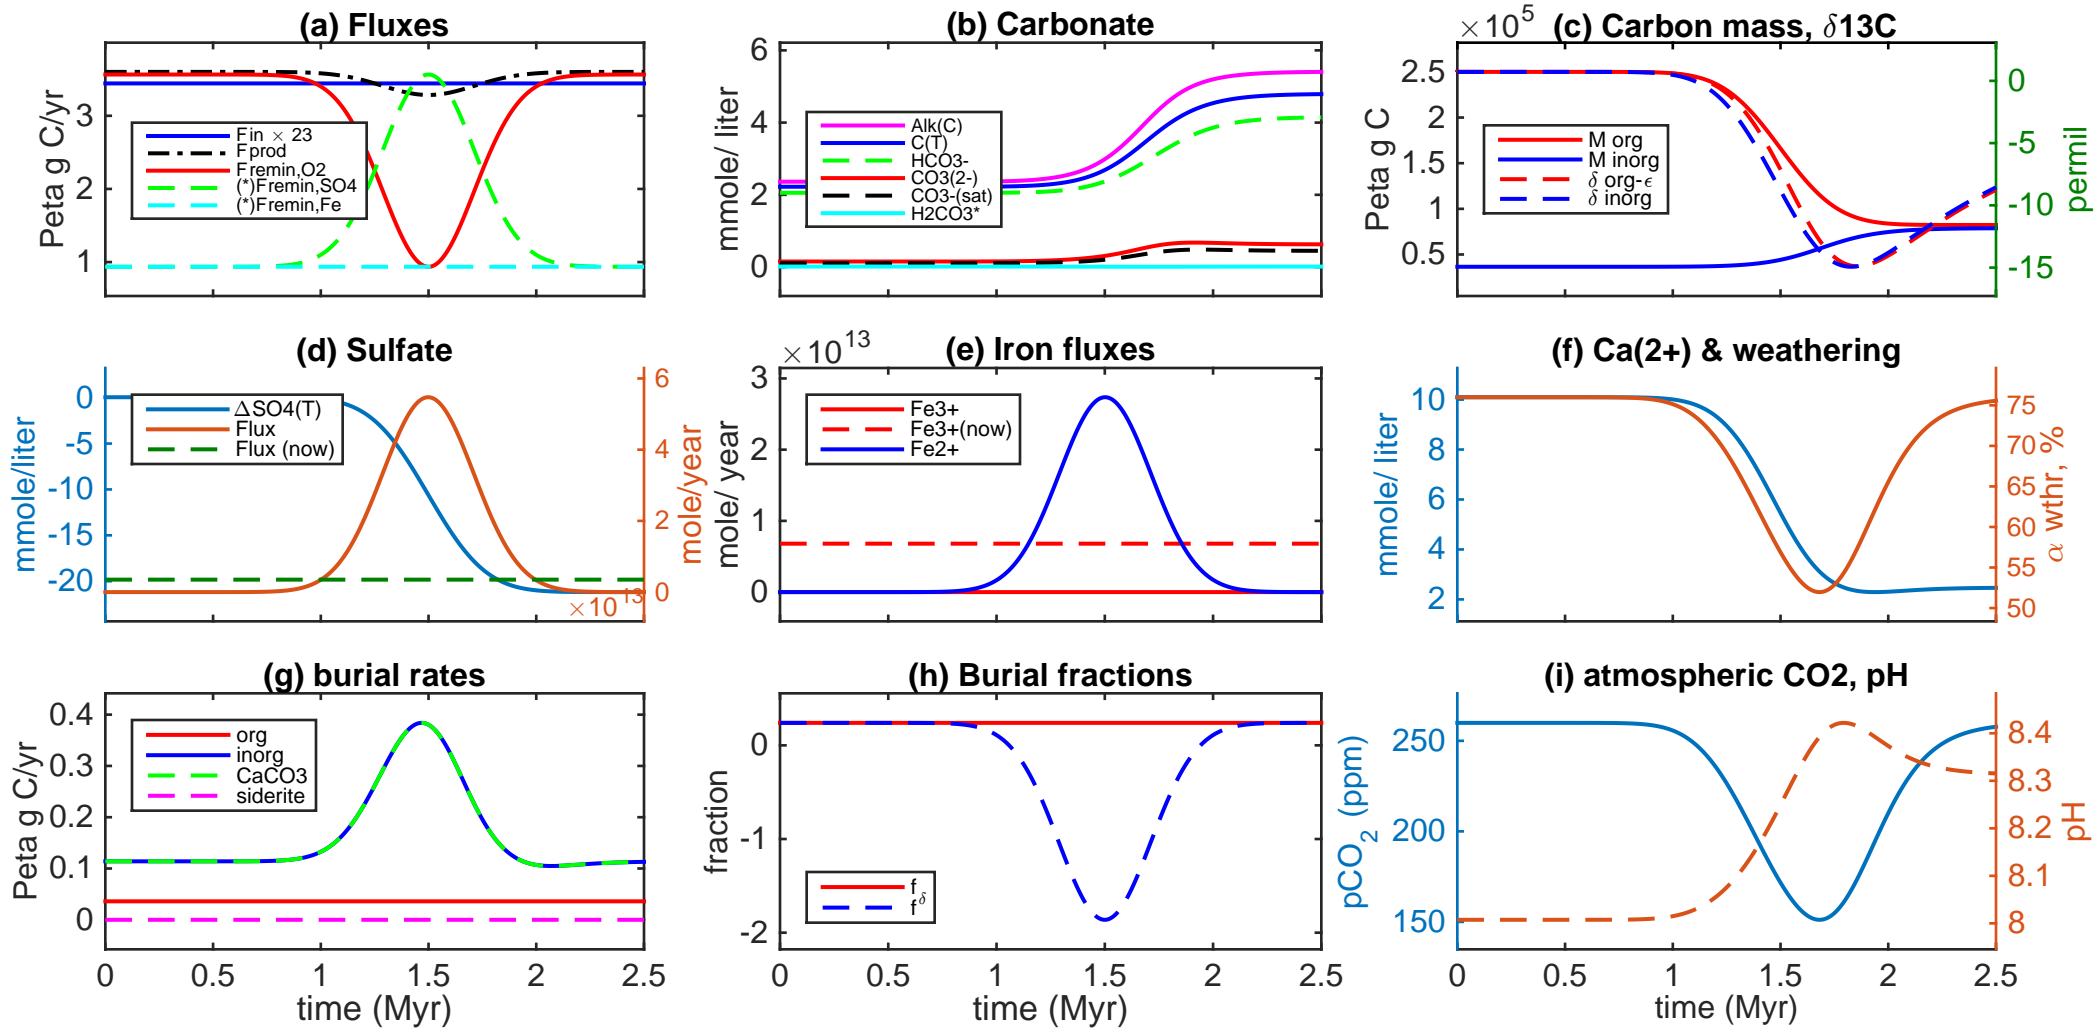 (a) Fluxes
Peta g C/yr
3
2
1
Fin × 23
Fprod
Fremin,O2
(*)Fremin,SO4
(*)Fremin,Fe
(b) Carbonate
mmole/ liter
6
4
2
0
Alk(C)
C(T)
HCO3-
CO3(2-)
CO3-(sat)
H2CO3*
×10^5
(c) Carbon mass, δ13C
Peta g C
2.5
2
1.5
1
0.5
M org
M inorg
δ org-ϵ
δ inorg
0
-5
-10
-15
permil
(d) Sulfate
mmole/liter
0
-5
-10
-15
-20
ΔSO4(T)
Flux
Flux (now)
6
4
2
0
×10^13
mole/year
×10^13
(e) Iron fluxes
mole/ year
3
2
1
0
Fe3+
Fe3+(now)
Fe2+
(f) Ca(2+) & weathering
mmole/ liter
10
8
6
4
2
75
70
65
60
55
50
α wthr, %
(g) burial rates
Peta g C/yr
0.4
0.3
0.2
0.1
0
org
inorg
CaCO3
siderite
0 0.5 1 1.5 2 2.5
time (Myr)
(h) Burial fractions
fraction
0
-1
-2
f
f^δ
0 0.5 1 1.5 2 2.5
time (Myr)
(i) atmospheric CO2, pH
pCO2 (ppm)
250
200
150
8.4
8.3
8.2
8.1
8
pH
0 0.5 1 1.5 2 2.5
time (Myr)